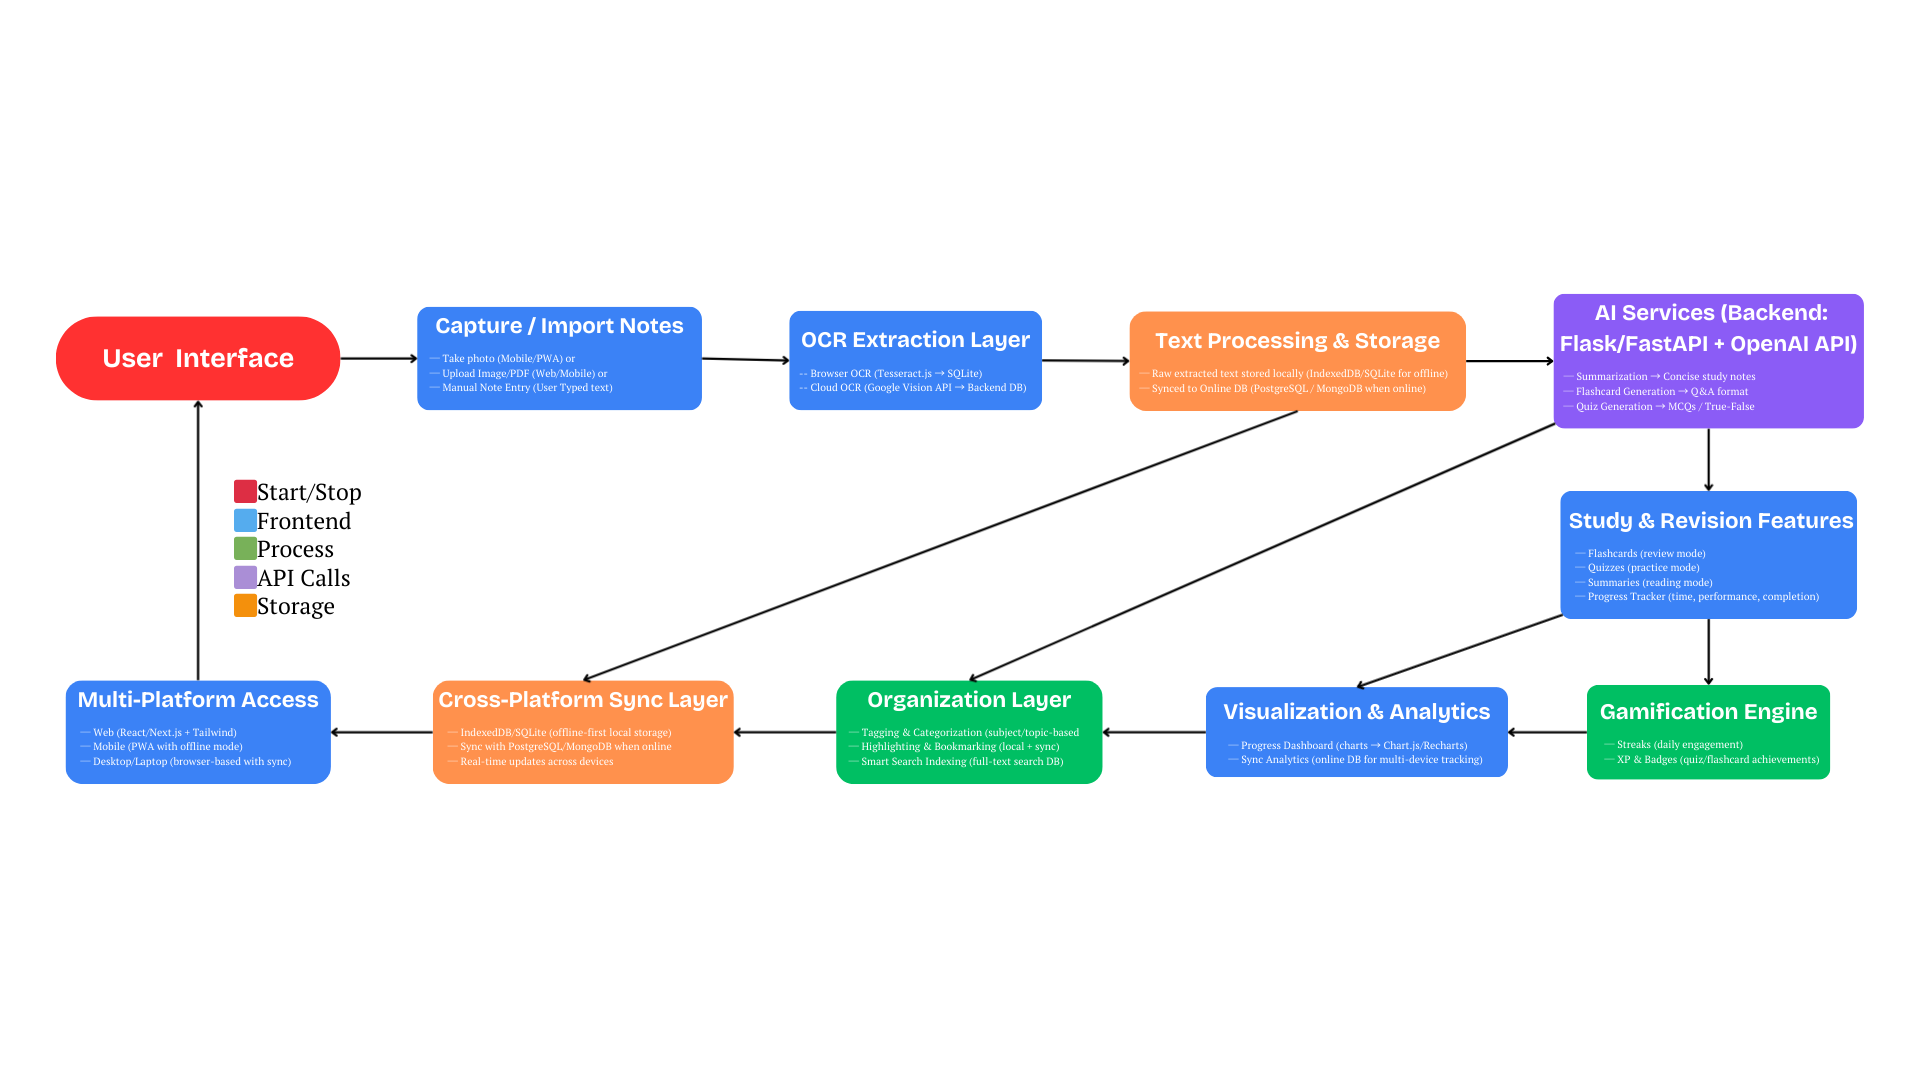 User  Interface
Capture / Import Notes
— Take photo (Mobile/PWA) or
— Upload Image/PDF (Web/Mobile) or
— Manual Note Entry (User Typed text)
OCR Extraction Layer
-- Browser OCR (Tesseract.js → SQLite)
-- Cloud OCR (Google Vision API → Backend DB)
Text Processing & Storage
— Raw extracted text stored locally (IndexedDB/SQLite for offline)
— Synced to Online DB (PostgreSQL / MongoDB when online)
AI Services (Backend:
Flask/FastAPI + OpenAI API)
— Summarization → Concise study notes
— Flashcard Generation → Q&A format
— Quiz Generation → MCQs / True-False
Start/Stop
Frontend
Process
API Calls
Storage
Study & Revision Features
— Flashcards (review mode)
— Quizzes (practice mode)
— Summaries (reading mode)
— Progress Tracker (time, performance, completion)
Multi-Platform Access
— Web (React/Next.js + Tailwind)
— Mobile (PWA with offline mode)
— Desktop/Laptop (browser-based with sync)
Cross-Platform Sync Layer
— IndexedDB/SQLite (offline-first local storage)
— Sync with PostgreSQL/MongoDB when online
— Real-time updates across devices
Organization Layer
— Tagging & Categorization (subject/topic-based
— Highlighting & Bookmarking (local + sync)
— Smart Search Indexing (full-text search DB)
Visualization & Analytics
— Progress Dashboard (charts → Chart.js/Recharts)
— Sync Analytics (online DB for multi-device tracking)
Gamification Engine
— Streaks (daily engagement)
— XP & Badges (quiz/flashcard achievements)